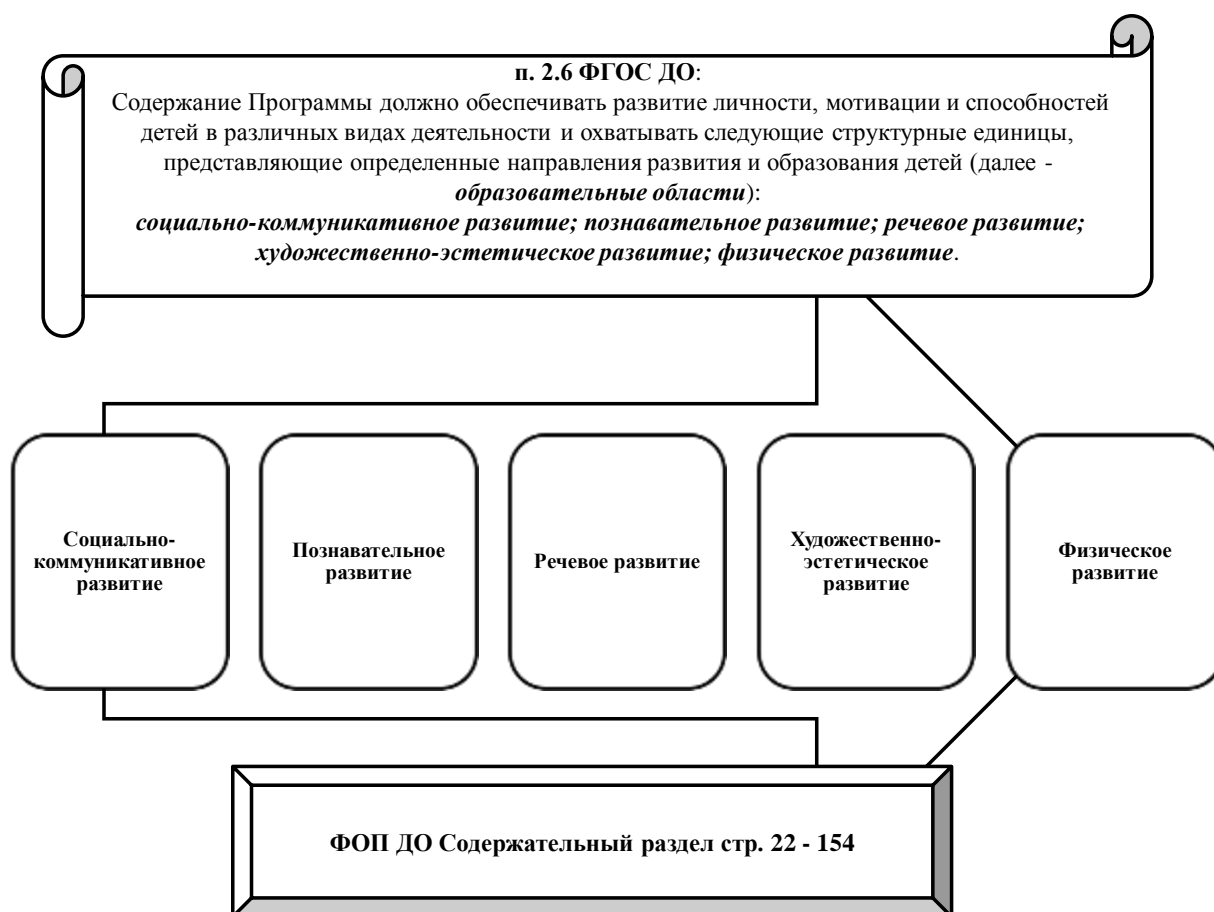 п. 2.6 ФГОС ДО:
Содержание Программы должно обеспечивать развитие личности, мотивации и способностей
детей в различных видах деятельности и охватывать следующие структурные единицы,
представляющие определенные направления развития и образования детей (далее -
образовательные области):
социально-коммуникативное развитие; познавательное развитие; речевое развитие;
художественно-эстетическое развитие; физическое развитие.
Социально-
коммуникативное
развитие
Познавательное
развитие
Речевое развитие
Художественно-
эстетическое
развитие
Физическое
развитие
ФОП ДО Содержательный раздел стр. 22 - 154